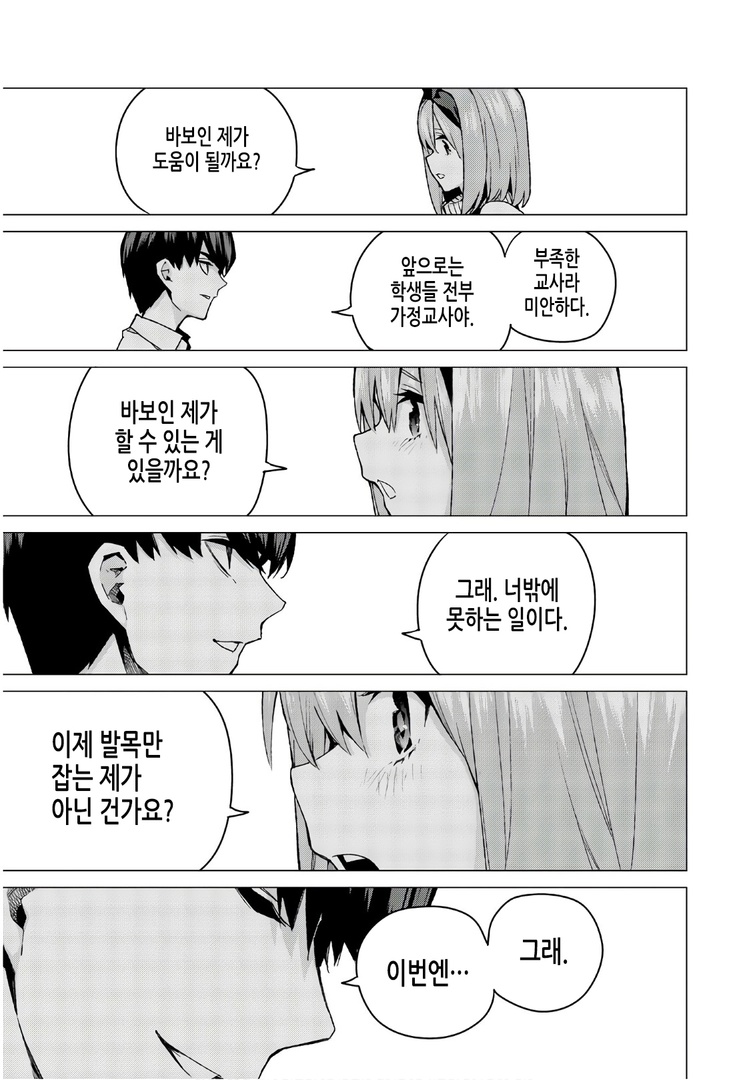 바보인 제가
도움이 될까요?
부족한
교사라
미안하다.
앞으로는
학생들 전부
가정교사야.
바보인 제가
할 수 있는 게
있을까요?
그래. 너밖에
못하는 일이다.
이제 발목만
잡는 제가
아닌 건가요?
그래.
이번엔…